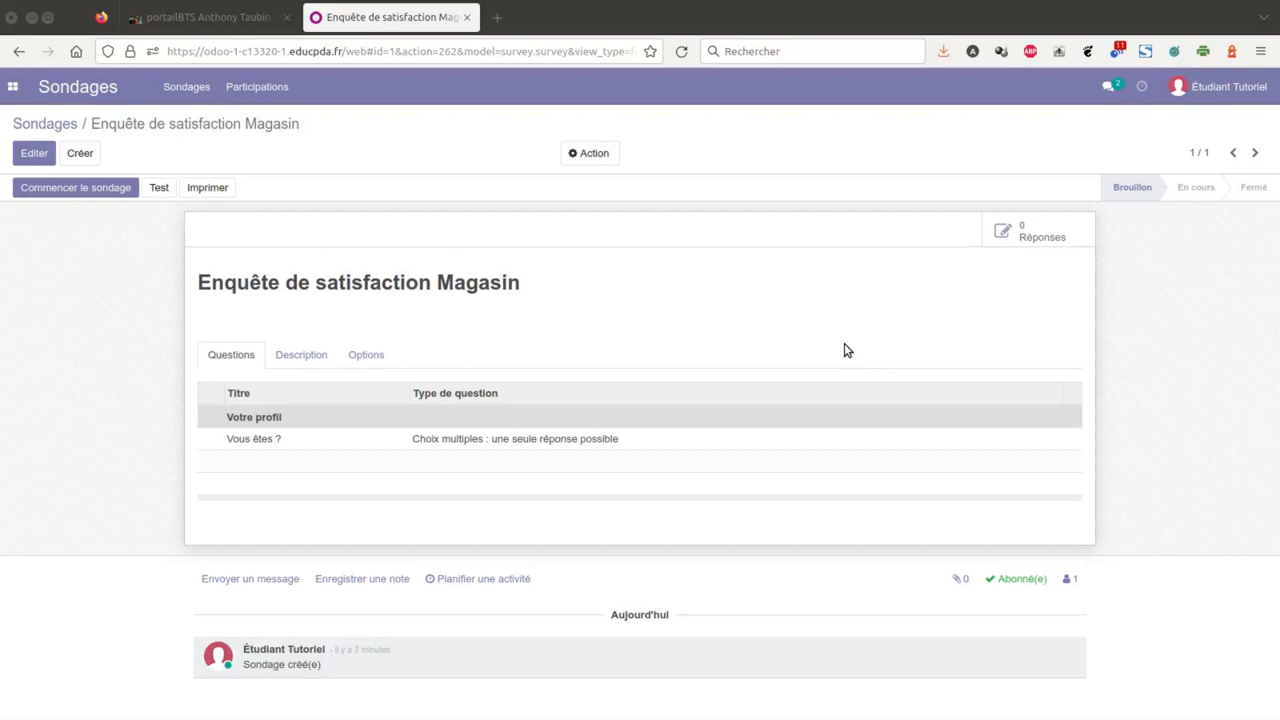 portailBTS Anthony Taubin
Enquête de satisfaction Mag
https://odoo-1-c13320-1.educpda.fr/web#id=1&action=262&model=survey.survey&view_type=f
Rechercher
ABP
11
Sondages
Sondages
Participations
2
Étudiant Tutoriel
Sondages / Enquête de satisfaction Magasin
Editer
Créer
Action
1 / 1
Commencer le sondage
Test
Imprimer
Brouillon
En cours
Fermé
0
Réponses
Enquête de satisfaction Magasin
Questions
Description
Options
Titre
Type de question
Votre profil
Vous êtes ?
Choix multiples : une seule réponse possible
Envoyer un message
Enregistrer une note
Planifier une activité
0
Abonné(e)
1
Aujourd'hui
Étudiant Tutoriel - il y a 7 minutes
Sondage créé(e)